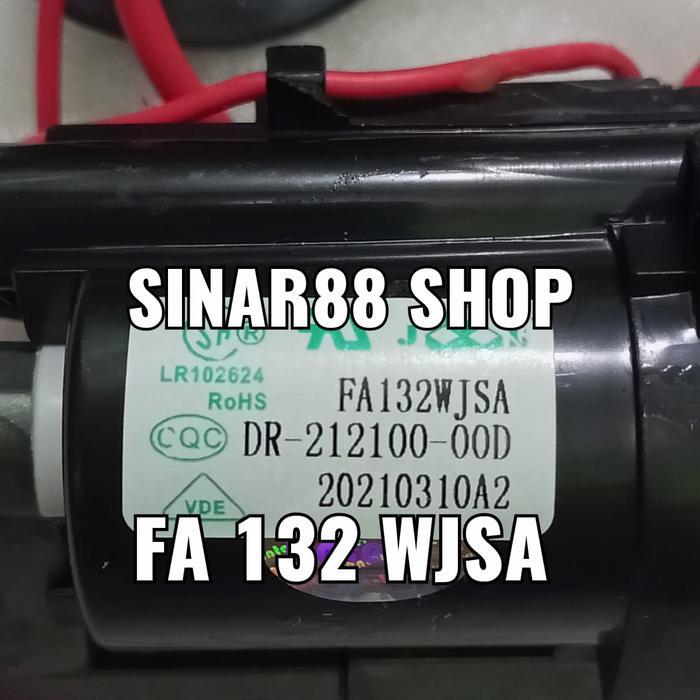 SINAR88 SHOP
LR102624
RoHS
FA132WJSA
CQC
DR-212100-00D
20210310A2
VDE
FA 132 WJSA